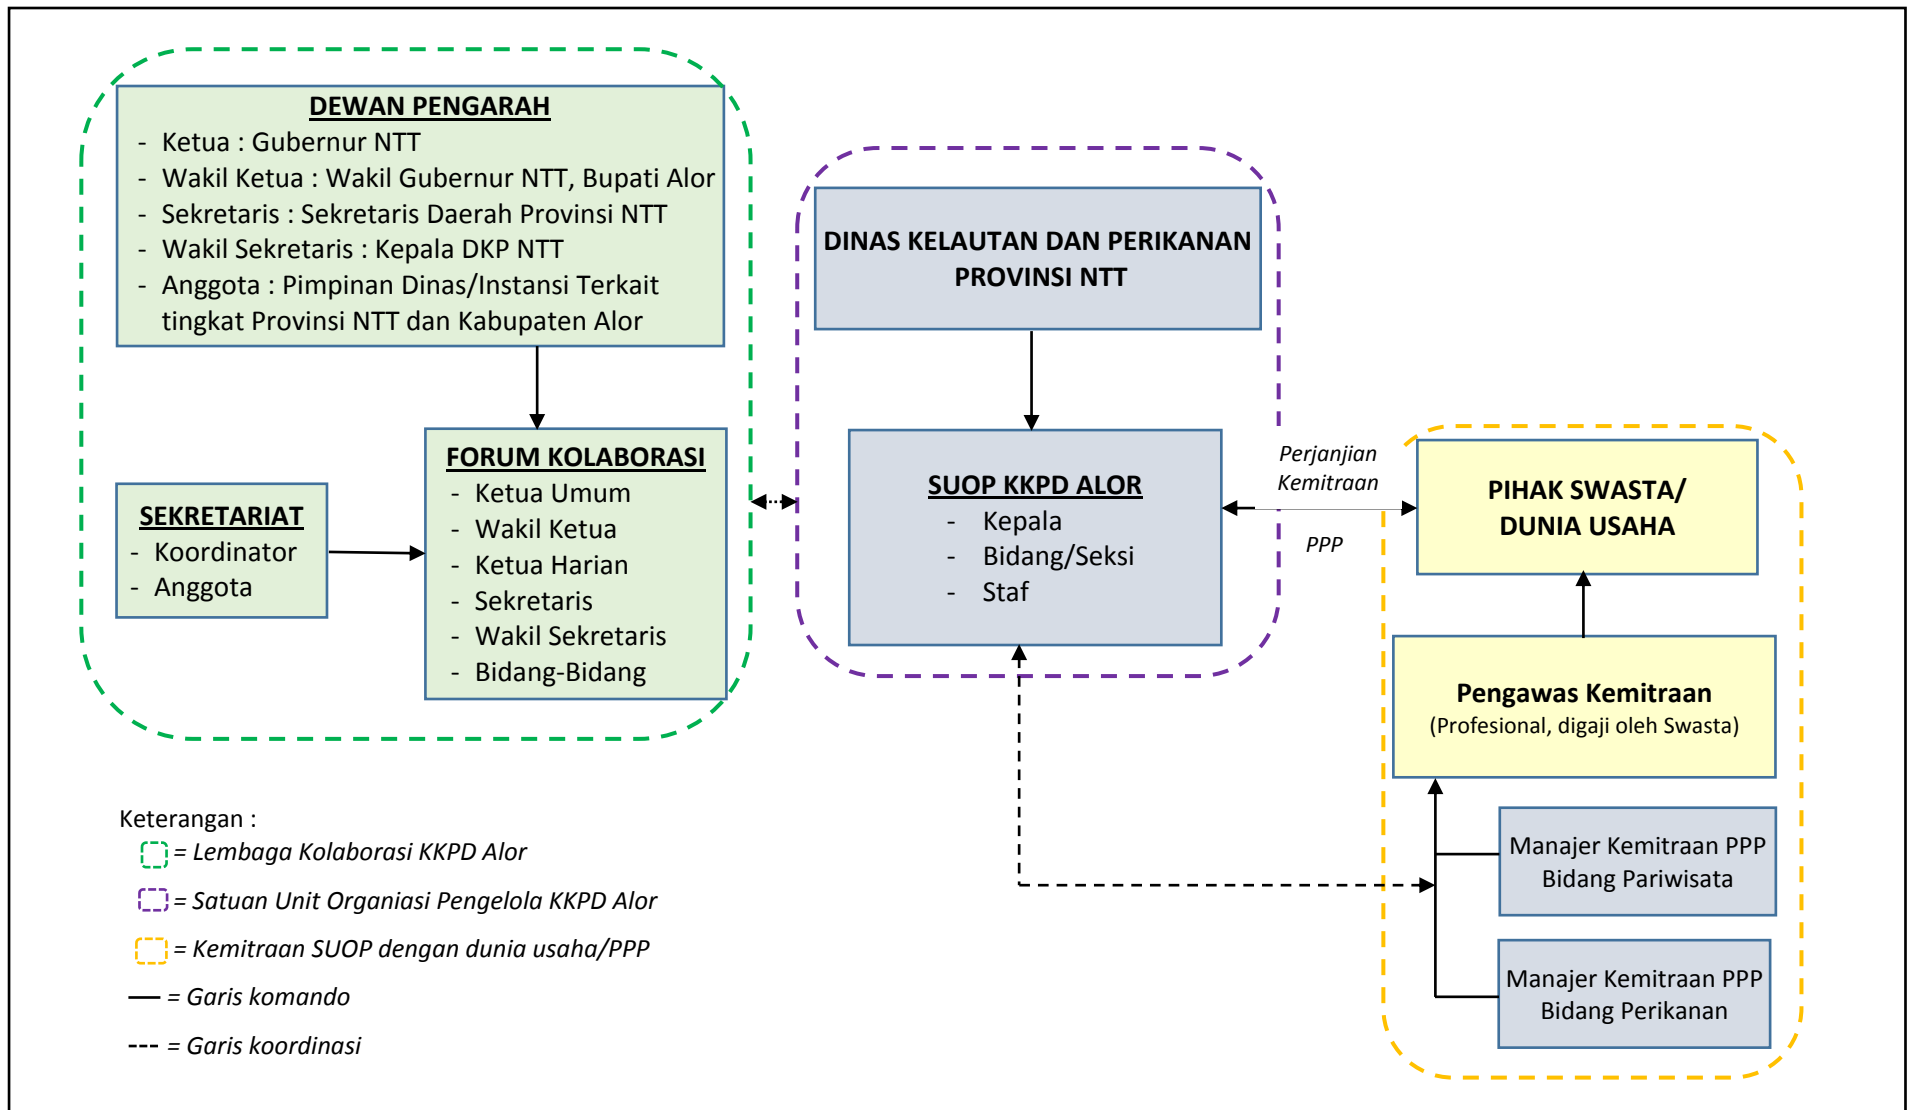 DEWAN PENGARAH
- Ketua : Gubernur NTT
- Wakil Ketua : Wakil Gubernur NTT, Bupati Alor
- Sekretaris : Sekretaris Daerah Provinsi NTT
- Wakil Sekretaris : Kepala DKP NTT
- Anggota : Pimpinan Dinas/Instansi Terkait
tingkat Provinsi NTT dan Kabupaten Alor
SEKRETARIAT
- Koordinator
- Anggota
FORUM KOLABORASI
- Ketua Umum
- Wakil Ketua
- Ketua Harian
- Sekretaris
- Wakil Sekretaris
- Bidang-Bidang
DINAS KELAUTAN DAN PERIKANAN
PROVINSI NTT
SUOP KKPD ALOR
- Kepala
- Bidang/Seksi
- Staf
Perjanjian
Kemitraan
PPP
PIHAK SWASTA/
DUNIA USAHA
Pengawas Kemitraan
(Profesional, digaji oleh Swasta)
Manajer Kemitraan PPP
Bidang Pariwisata
Manajer Kemitraan PPP
Bidang Perikanan
Keterangan :
= Lembaga Kolaborasi KKPD Alor
= Satuan Unit Organiasi Pengelola KKPD Alor
= Kemitraan SUOP dengan dunia usaha/PPP
= Garis komando
= Garis koordinasi